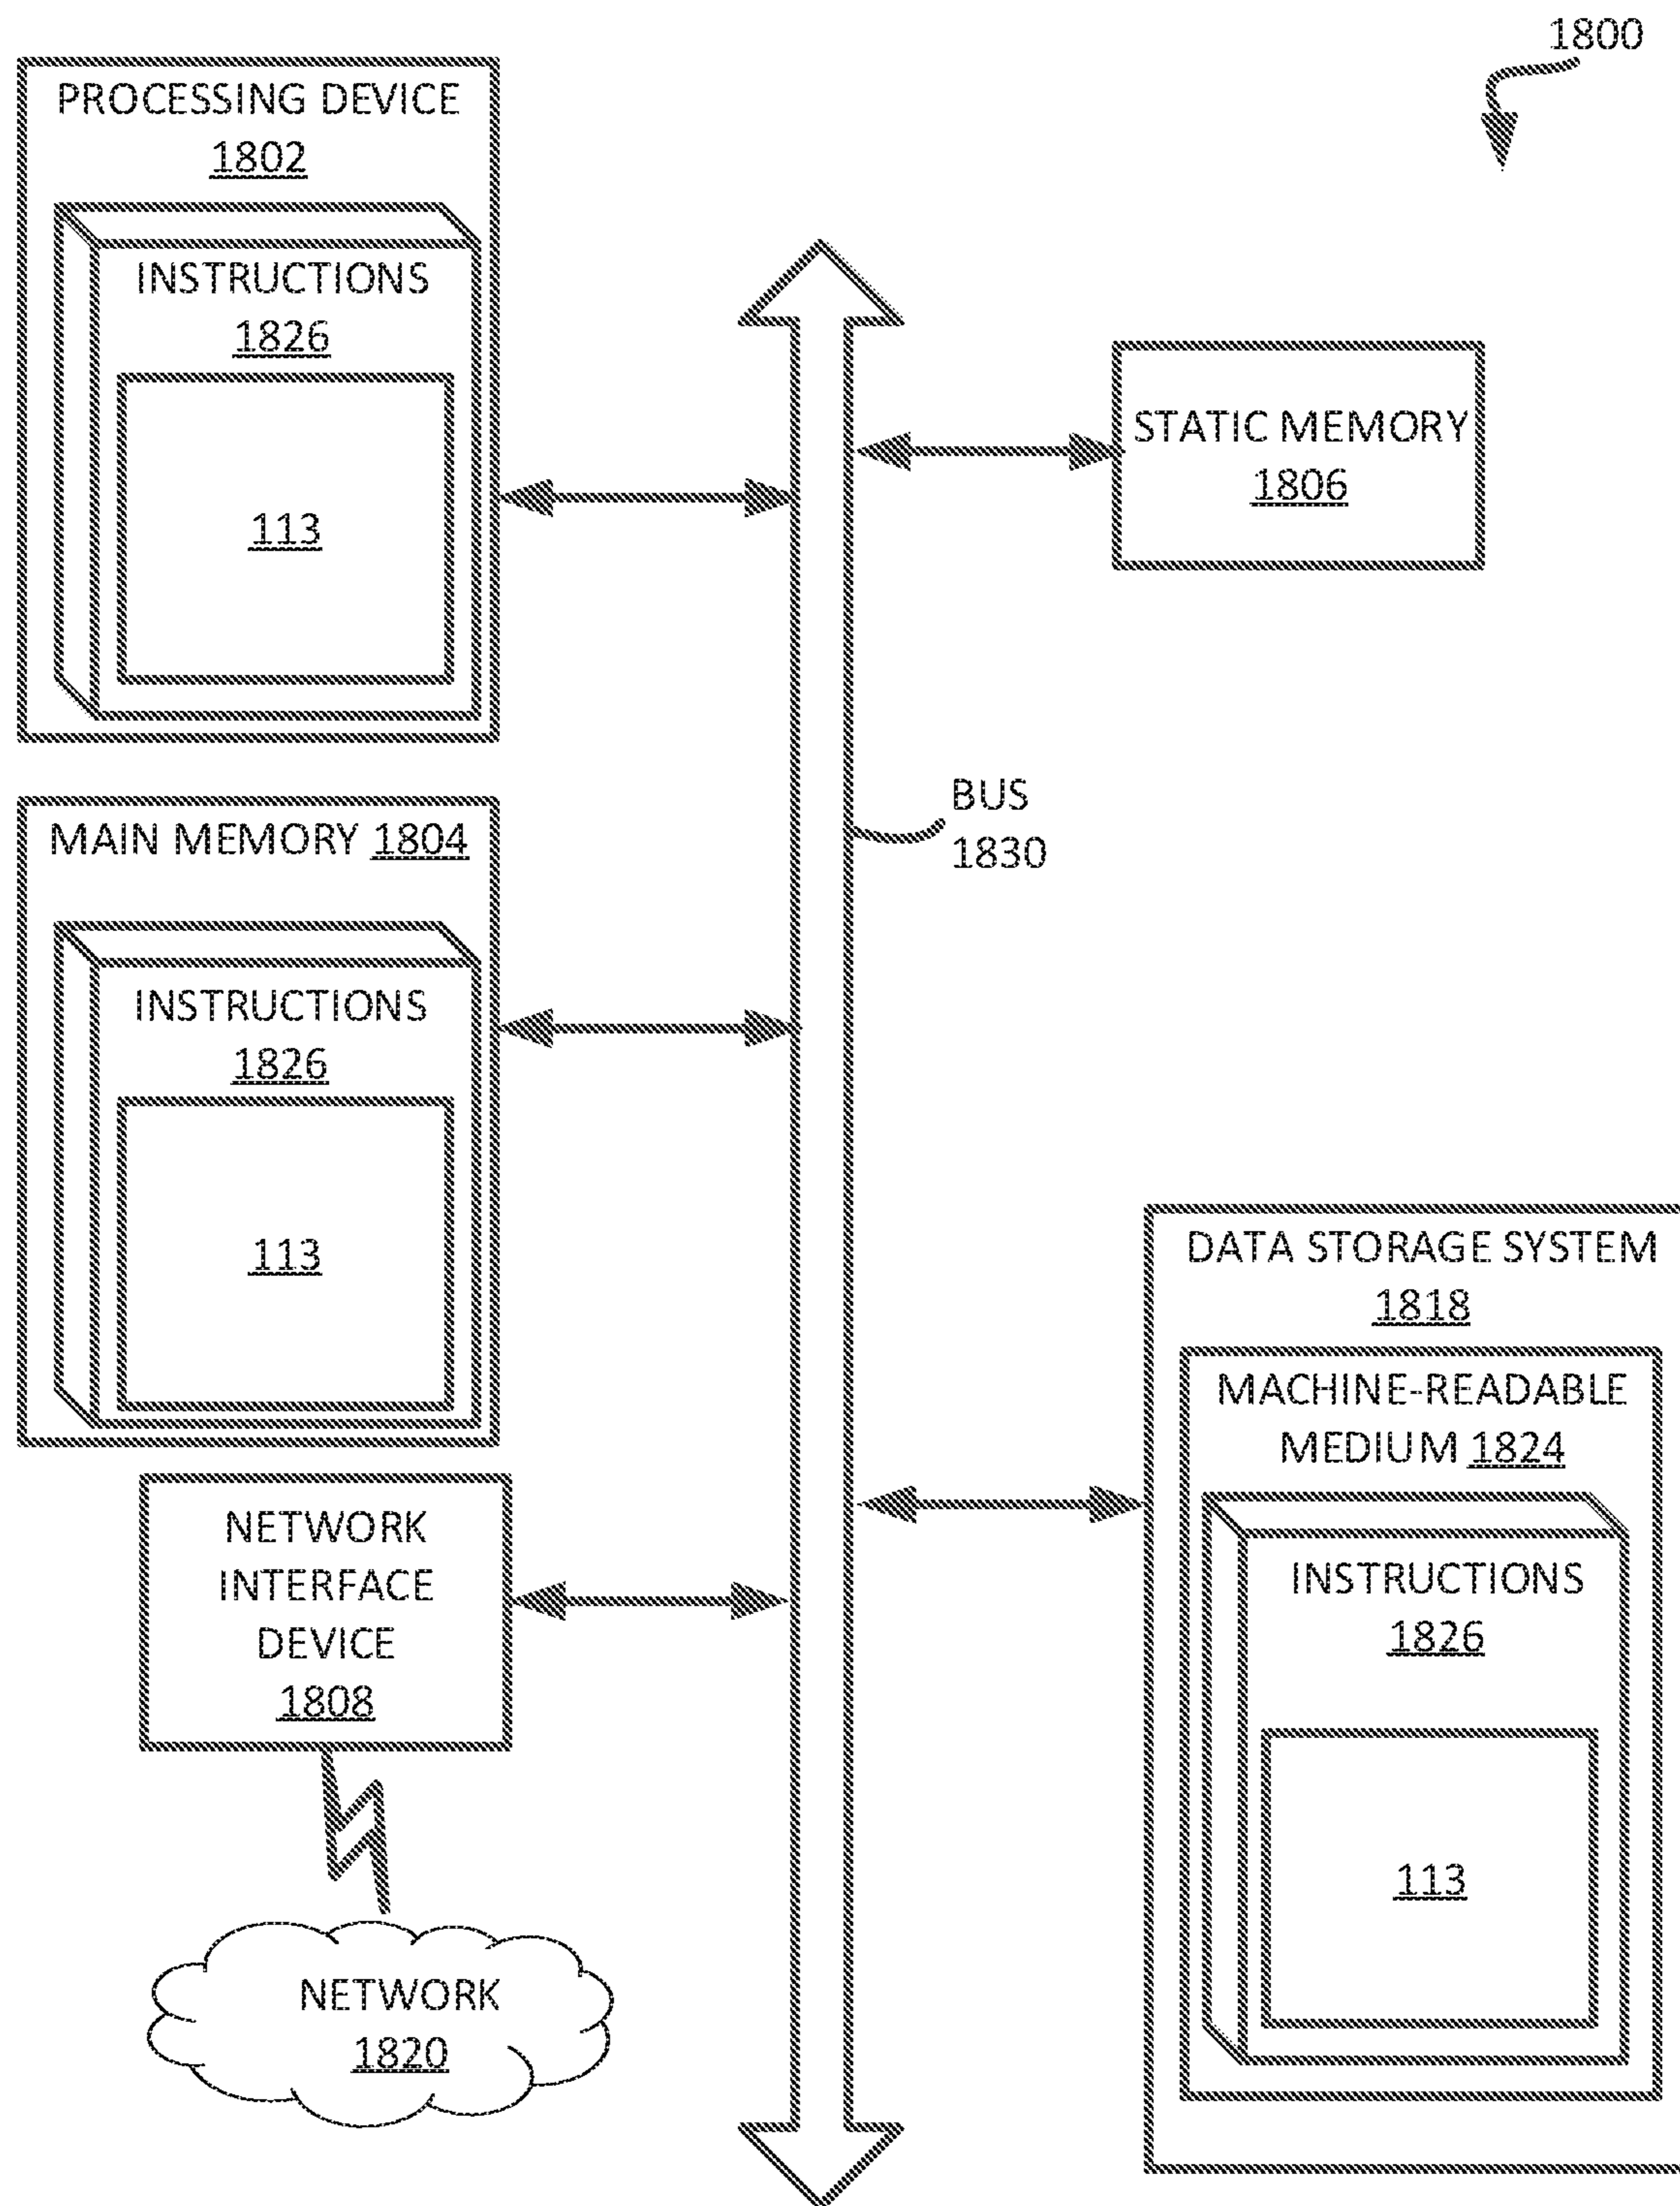 1800
PROCESSING DEVICE
1802
INSTRUCTIONS
1826
113
STATIC MEMORY
1806
BUS
1830
MAIN MEMORY 1804
INSTRUCTIONS
1826
113
DATA STORAGE SYSTEM
1818
MACHINE-READABLE
MEDIUM 1824
INSTRUCTIONS
1826
113
NETWORK
INTERFACE
DEVICE
1808
NETWORK
1820